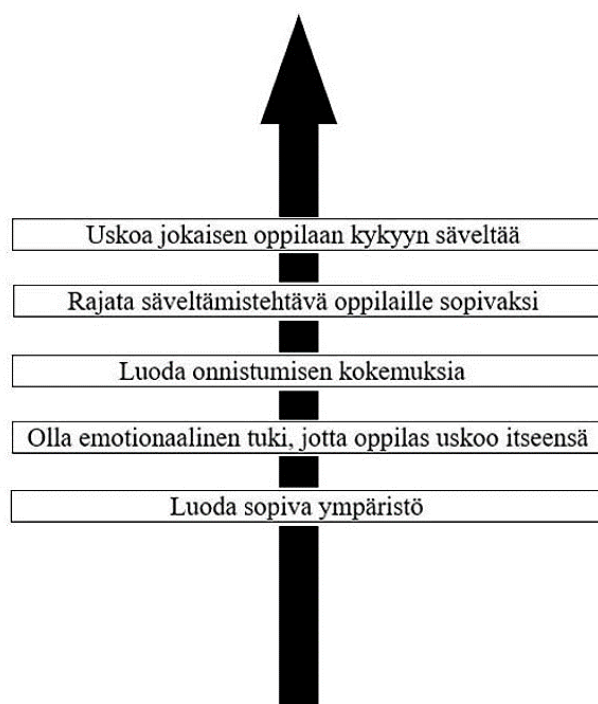 Uskoa jokaisen oppilaan kykyyn säveltää
Rajata säveltämistehtävä oppilaille sopivaksi
Luoda onnistumisen kokemuksia
Olla emotionaalinen tuki, jotta oppilas uskoo itseensä
Luoda sopiva ympäristö